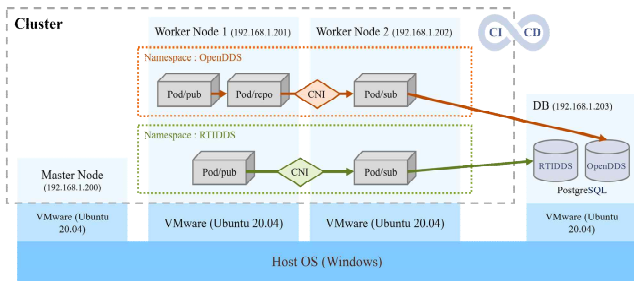 Cluster
Worker Node 1 (192.168.1.201)
Worker Node 2 (192.168.1.202)
CI
CD
Namespace : OpenDDS
Pod/pub
Pod/repo
CNI
Pod/sub
DB (192.168.1.203)
Namespace : RTIDDS
Pod/pub
CNI
Pod/sub
RTIDDS
OpenDDS
PostgreSQL
Master Node
(192.168.1.200)
VMware (Ubuntu
20.04)
VMware (Ubuntu 20.04)
VMware (Ubuntu 20.04)
VMware (Ubuntu
20.04)
Host OS (Windows)